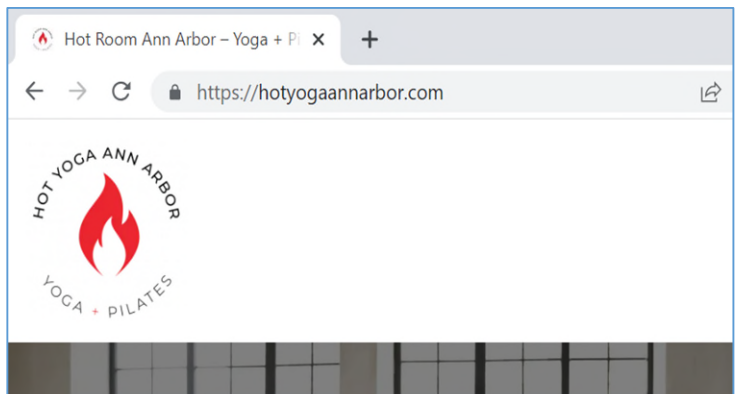 Hot Room Ann Arbor – Yoga + Pi
https://hotyogaannarbor.com
HOT YOGA ANN ARBOR
YOGA + PILATES